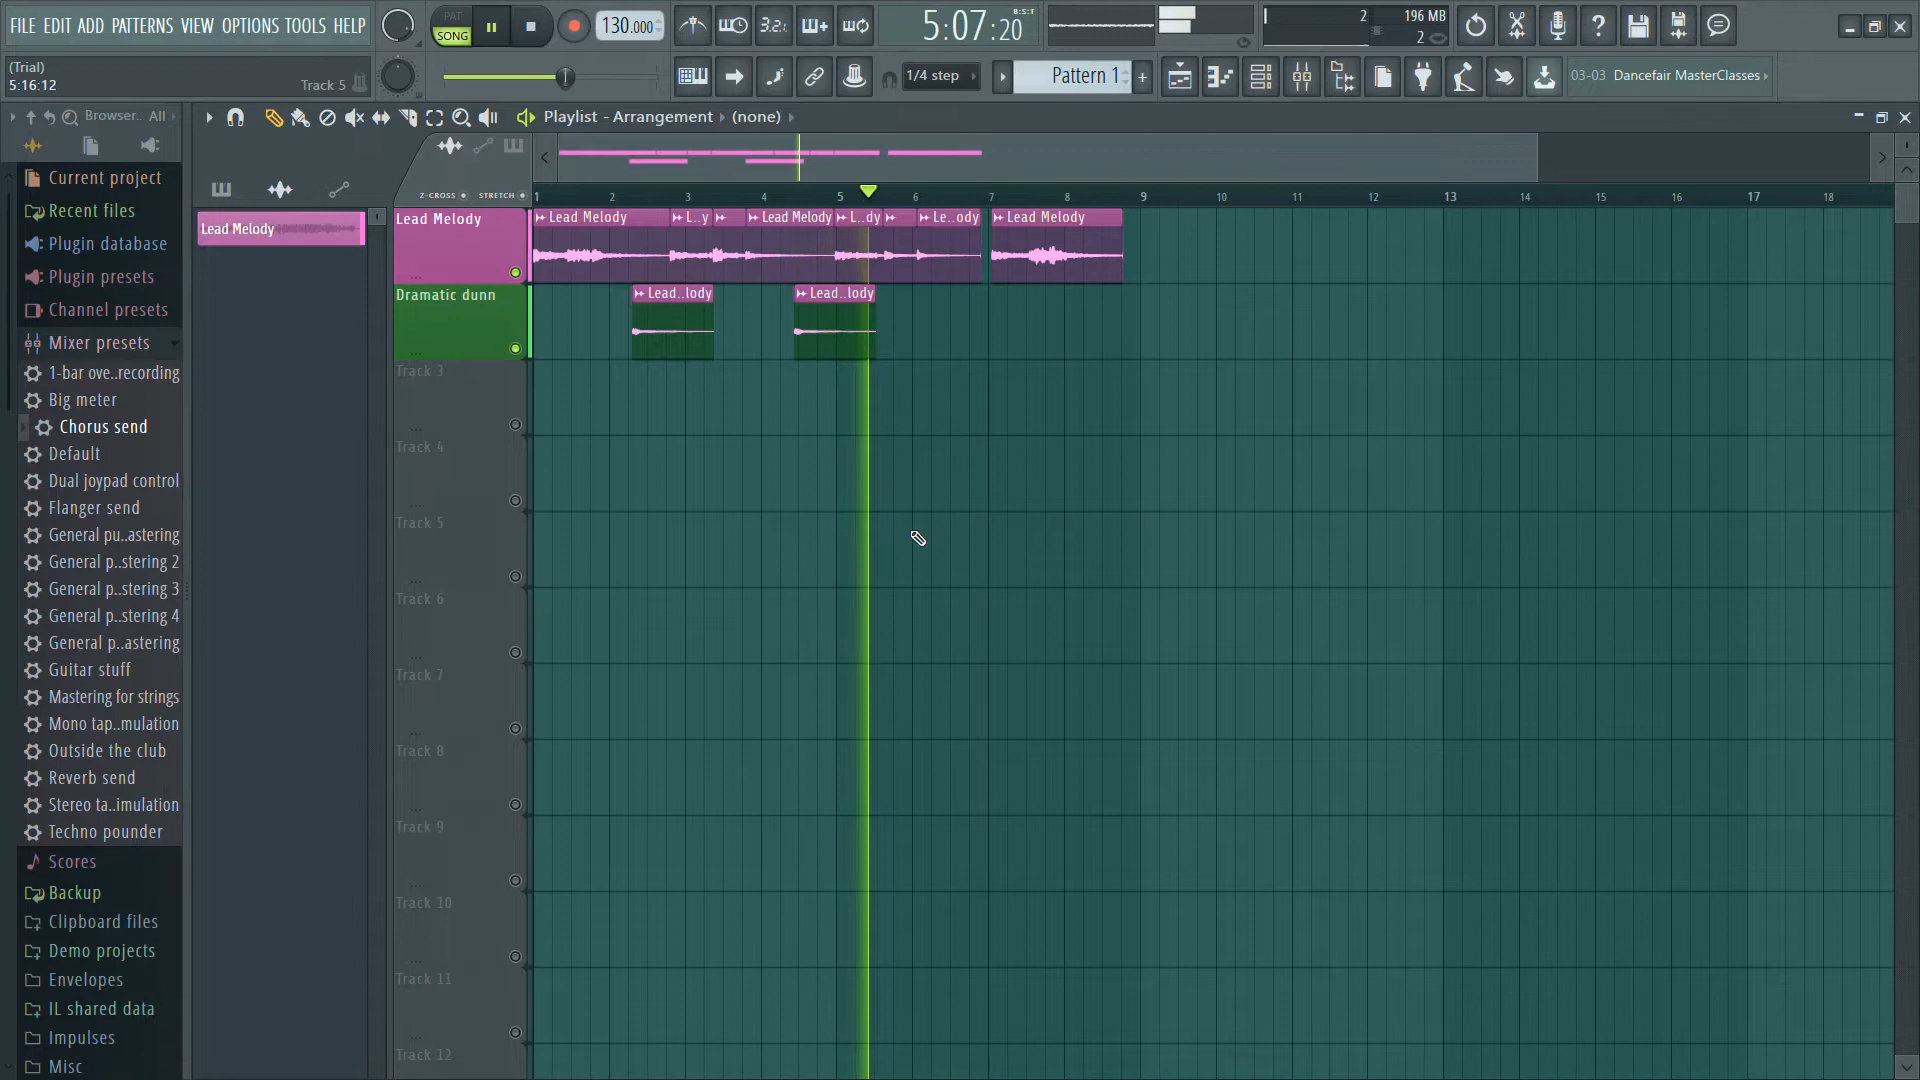 FILE EDIT ADD PATTERNS VIEW OPTIONS TOOLS HELP
PAT
SONG
130.000
3.2.
5:07:20
B:S:T
2
196 MB
2
(Trial)
5:16:12
Track 5
1/4 step
Pattern 1
03-03 Dancefair MasterClasses
Browser.. All
Playlist - Arrangement
(none)
Z-CROSS
STRETCH
1 2 3 4 5 6 7 8 9 10 11 12 13 14 15 16 17 18
Current project
Recent files
Plugin database
Plugin presets
Channel presets
Mixer presets
1-bar ove..recording
Big meter
Chorus send
Default
Dual joypad control
Flanger send
General pu..astering
General p..stering 2
General p..stering 3
General p..stering 4
General p..astering
Guitar stuff
Mastering for strings
Mono tap..mulation
Outside the club
Reverb send
Stereo ta..imulation
Techno pounder
Scores
Backup
Clipboard files
Demo projects
Envelopes
IL shared data
Impulses
Misc
Lead Melody
Lead Melody
Lead Melody
L..y
Lead Melody
L..dy
Le..ody
Lead Melody
Dramatic dunn
Lead..lody
Lead..lody
Track 3
Track 4
Track 5
Track 6
Track 7
Track 8
Track 9
Track 10
Track 11
Track 12